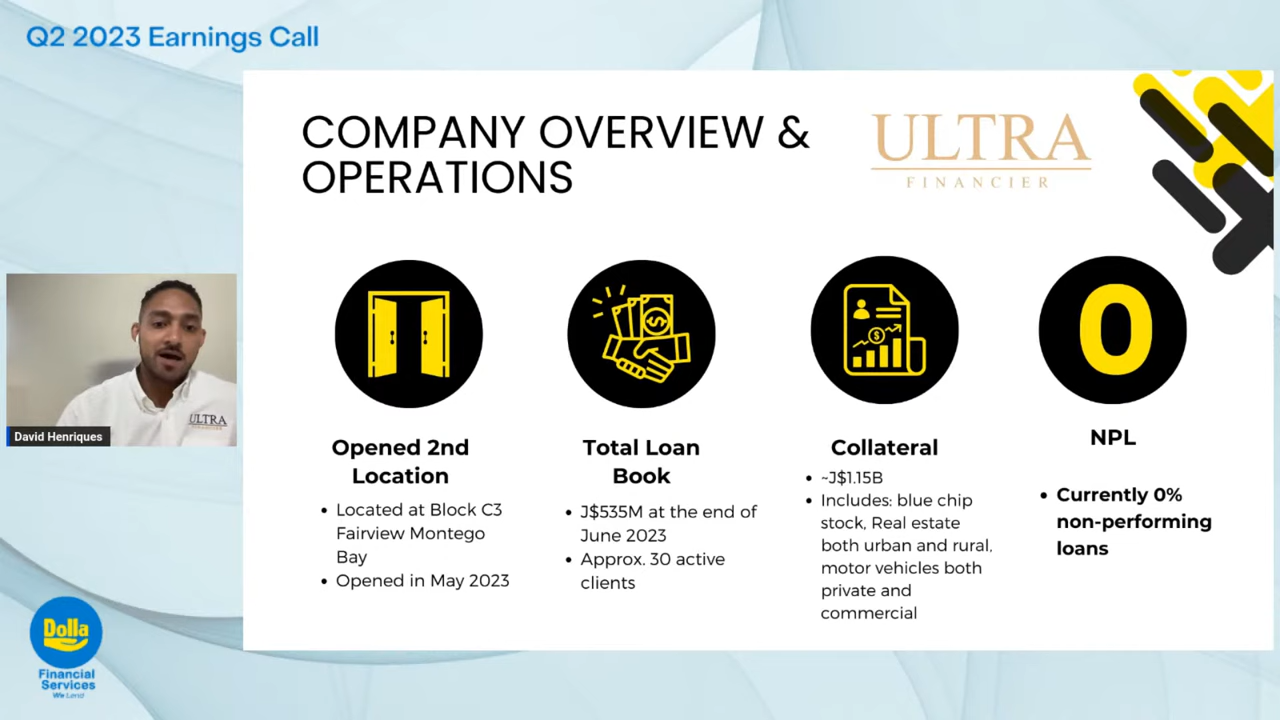 Q2 2023 Earnings Call
COMPANY OVERVIEW &
OPERATIONS
ULTRA
FINANCIER
0
Opened 2nd
Location
• Located at Block C3
Fairview Montego
Bay
• Opened in May 2023
Total Loan
Book
• J$535M at the end of
June 2023
• Approx. 30 active
clients
Collateral
• ~J$1.15B
• Includes: blue chip
stock, Real estate
both urban and rural,
motor vehicles both
private and
commercial
NPL
• Currently 0%
non-performing
loans
ULTRA
FINANCIER
David Henriques
Dolla
Financial
Services
We Lend